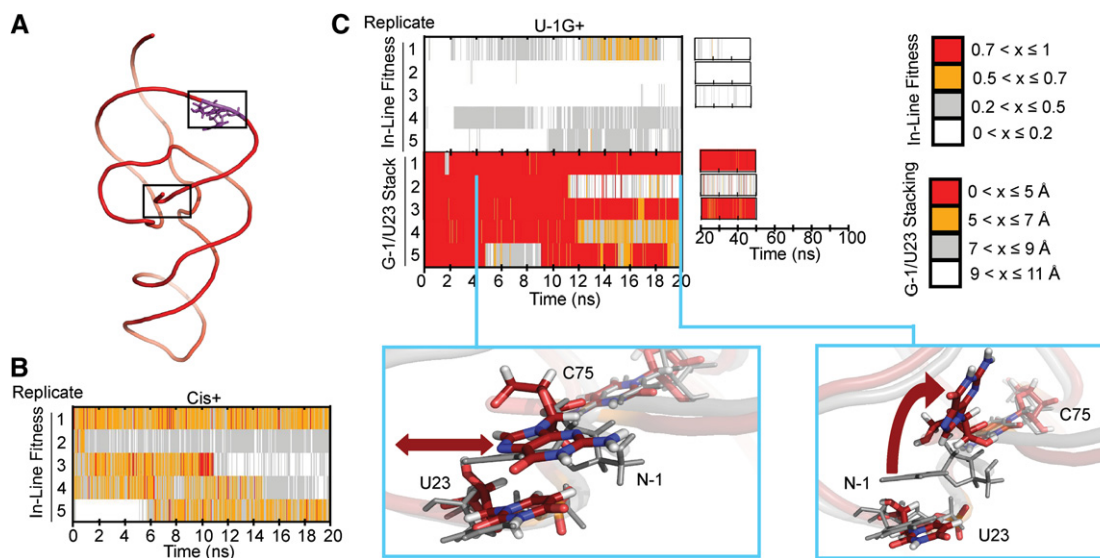 A
B
Replicate
Cis+
In-Line Fitness
1
2
3
4
5
0 2 4 6 8 10 12 14 16 18 20
Time (ns)
C
Replicate
U-1G+
In-Line Fitness
1
2
3
4
5
G-1/U23 Stack
1
2
3
4
5
0 2 4 6 8 10 12 14 16 18 20
Time (ns)
20 40 60 80 100
Time (ns)
In-Line Fitness
0.7 < x ≤ 1
0.5 < x ≤ 0.7
0.2 < x ≤ 0.5
0 < x ≤ 0.2
G-1/U23 Stacking
0 < x ≤ 5 Å
5 < x ≤ 7 Å
7 < x ≤ 9 Å
9 < x ≤ 11 Å
C75
U23
N-1
C75
N-1
U23